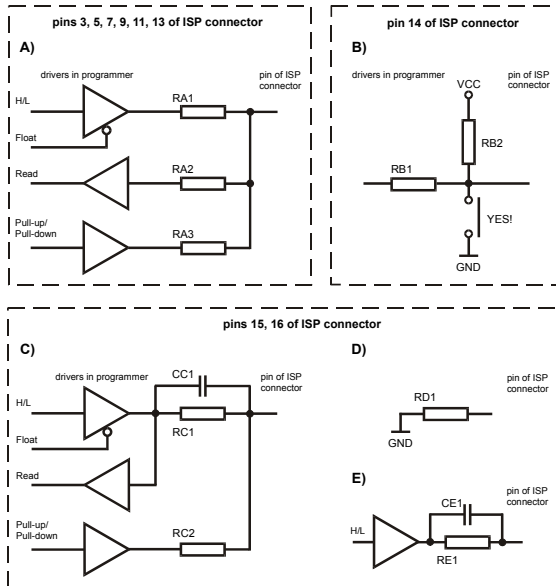 pins 3, 5, 7, 9, 11, 13 of ISP connector
A)
drivers in programmer
pin of ISP
connector
H/L
RA1
Float
Read
RA2
Pull-up/
Pull-down
RA3
pin 14 of ISP connector
B)
drivers in programmer
pin of ISP
connector
VCC
RB2
RB1
YES!
GND
pins 15, 16 of ISP connector
C)
drivers in programmer
CC1
pin of ISP
connector
H/L
RC1
Float
Read
Pull-up/
Pull-down
RC2
D)
pin of ISP
connector
RD1
GND
E)
pin of ISP
connector
CE1
H/L
RE1